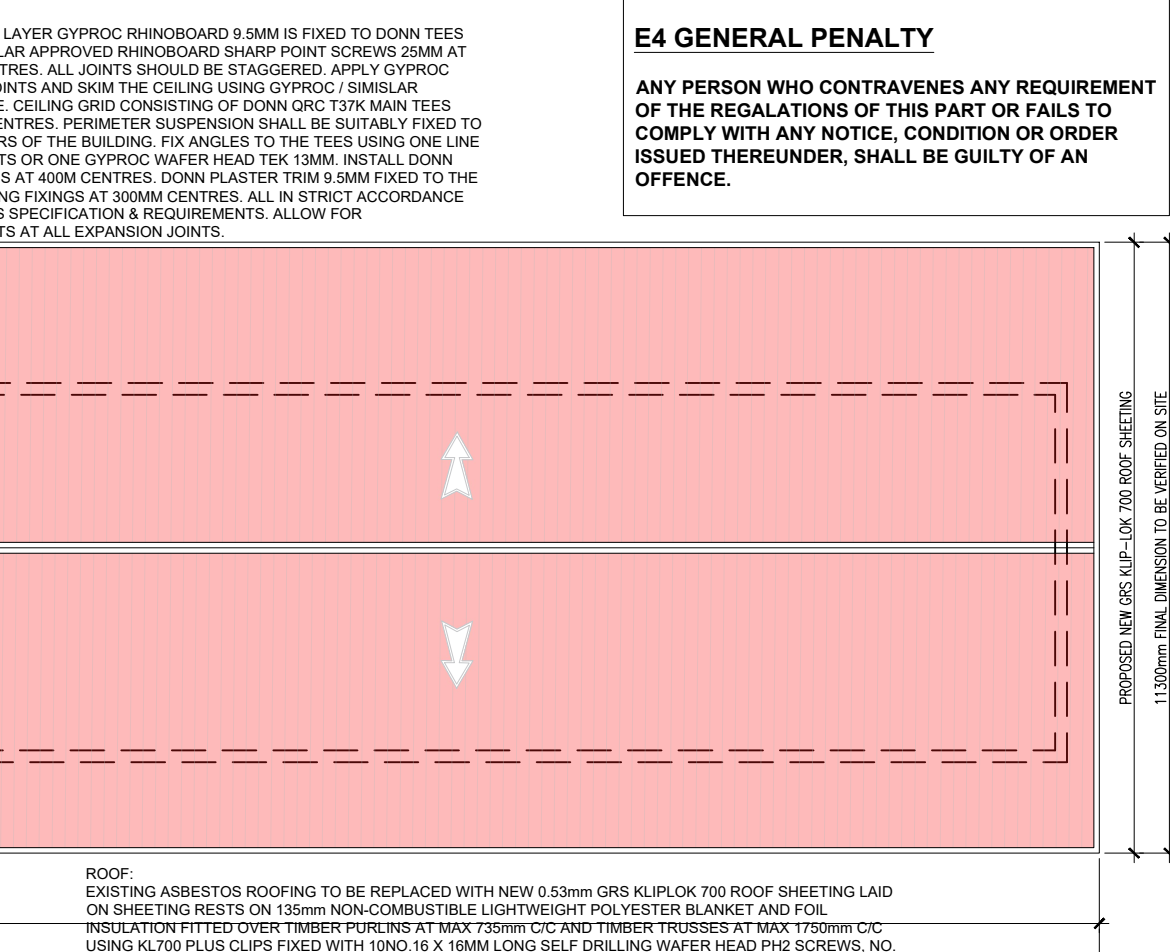 LAYER GYPROC RHINOBOARD 9.5MM IS FIXED TO DONN TEES
LAR APPROVED RHINOBOARD SHARP POINT SCREWS 25MM AT
TRES. ALL JOINTS SHOULD BE STAGGERED. APPLY GYPROC
OINTS AND SKIM THE CEILING USING GYPROC / SIMISLAR
E. CEILING GRID CONSISTING OF DONN QRC T37K MAIN TEES
ENTRES. PERIMETER SUSPENSION SHALL BE SUITABLY FIXED TO
RS OF THE BUILDING. FIX ANGLES TO THE TEES USING ONE LINE
TS OR ONE GYPROC WAFER HEAD TEK 13MM. INSTALL DONN
S AT 400M CENTRES. DONN PLASTER TRIM 9.5MM FIXED TO THE
NG FIXINGS AT 300MM CENTRES. ALL IN STRICT ACCORDANCE
S SPECIFICATION & REQUIREMENTS. ALLOW FOR
TS AT ALL EXPANSION JOINTS.
E4 GENERAL PENALTY
ANY PERSON WHO CONTRAVENES ANY REQUIREMENT
OF THE REGALATIONS OF THIS PART OR FAILS TO
COMPLY WITH ANY NOTICE, CONDITION OR ORDER
ISSUED THEREUNDER, SHALL BE GUILTY OF AN
OFFENCE.
PROPOSED NEW GRS KLIP-LOK 700 ROOF SHEETING
11300mm FINAL DIMENSION TO BE VERIFIED ON SITE
ROOF:
EXISTING ASBESTOS ROOFING TO BE REPLACED WITH NEW 0.53mm GRS KLIPLOK 700 ROOF SHEETING LAID
ON SHEETING RESTS ON 135mm NON-COMBUSTIBLE LIGHTWEIGHT POLYESTER BLANKET AND FOIL
INSULATION FITTED OVER TIMBER PURLINS AT MAX 735mm C/C AND TIMBER TRUSSES AT MAX 1750mm C/C
USING KL700 PLUS CLIPS FIXED WITH 10NO.16 X 16MM LONG SELF DRILLING WAFER HEAD PH2 SCREWS, NO.